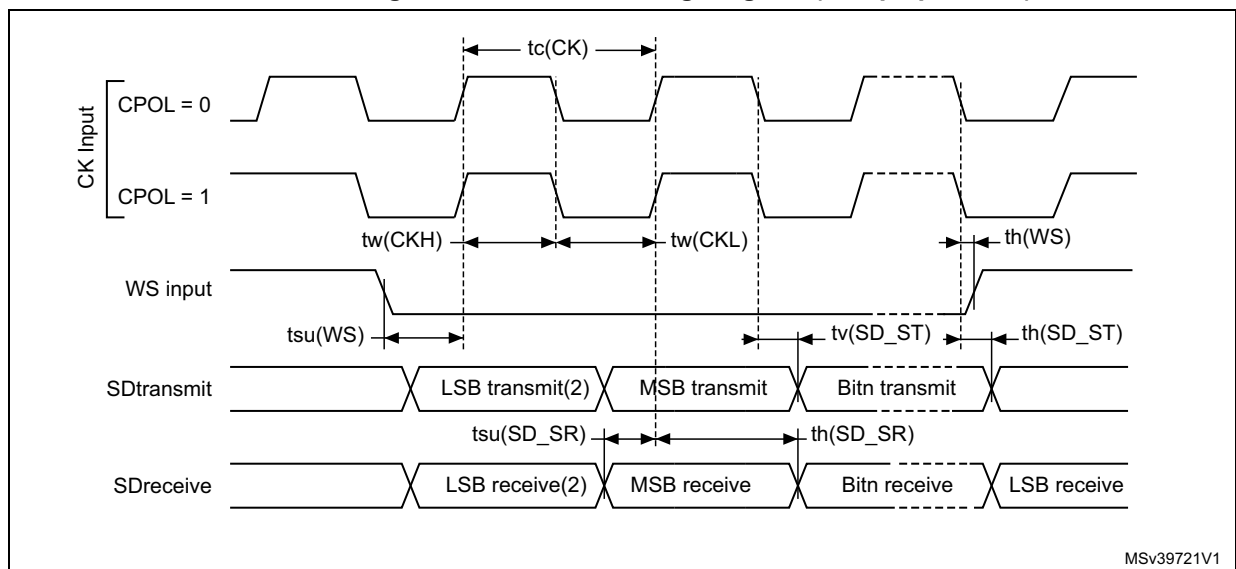 tc(CK)
CK Input
CPOL = 0
CPOL = 1
tw(CKH)
tw(CKL)
th(WS)
WS input
tsu(WS)
tv(SD_ST)
th(SD_ST)
SDtransmit
LSB transmit(2)
MSB transmit
Bitn transmit
tsu(SD_SR)
th(SD_SR)
SDreceive
LSB receive(2)
MSB receive
Bitn receive
LSB receive
MSv39721V1